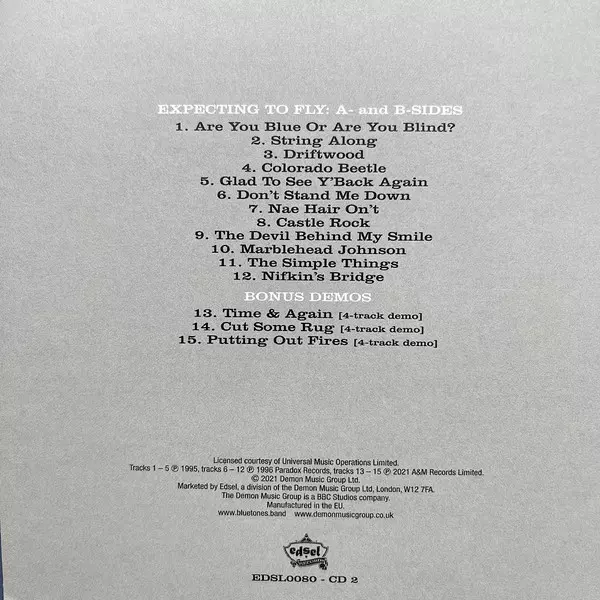 EXPECTING TO FLY: A- and B-SIDES
1. Are You Blue Or Are You Blind?
2. String Along
3. Driftwood
4. Colorado Beetle
5. Glad To See Y'Back Again
6. Don't Stand Me Down
7. Nae Hair On't
8. Castle Rock
9. The Devil Behind My Smile
10. Marblehead Johnson
11. The Simple Things
12. Nifkin's Bridge
BONUS DEMOS
13. Time & Again [4-track demo]
14. Cut Some Rug [4-track demo]
15. Putting Out Fires [4-track demo]
Licensed courtesy of Universal Music Operations Limited.
Tracks 1 – 5 ℗ 1995, tracks 6 – 12 ℗ 1996 Paradox Records, tracks 13 – 15 ℗ 2021 A&M Records Limited.
© 2021 Demon Music Group Ltd.
Marketed by Edsel, a division of the Demon Music Group Ltd, London, W12 7FA.
The Demon Music Group is a BBC Studios company.
Manufactured in the EU.
www.bluetones.band www.demonmusicgroup.co.uk
edsel
EDSL0080 - CD 2